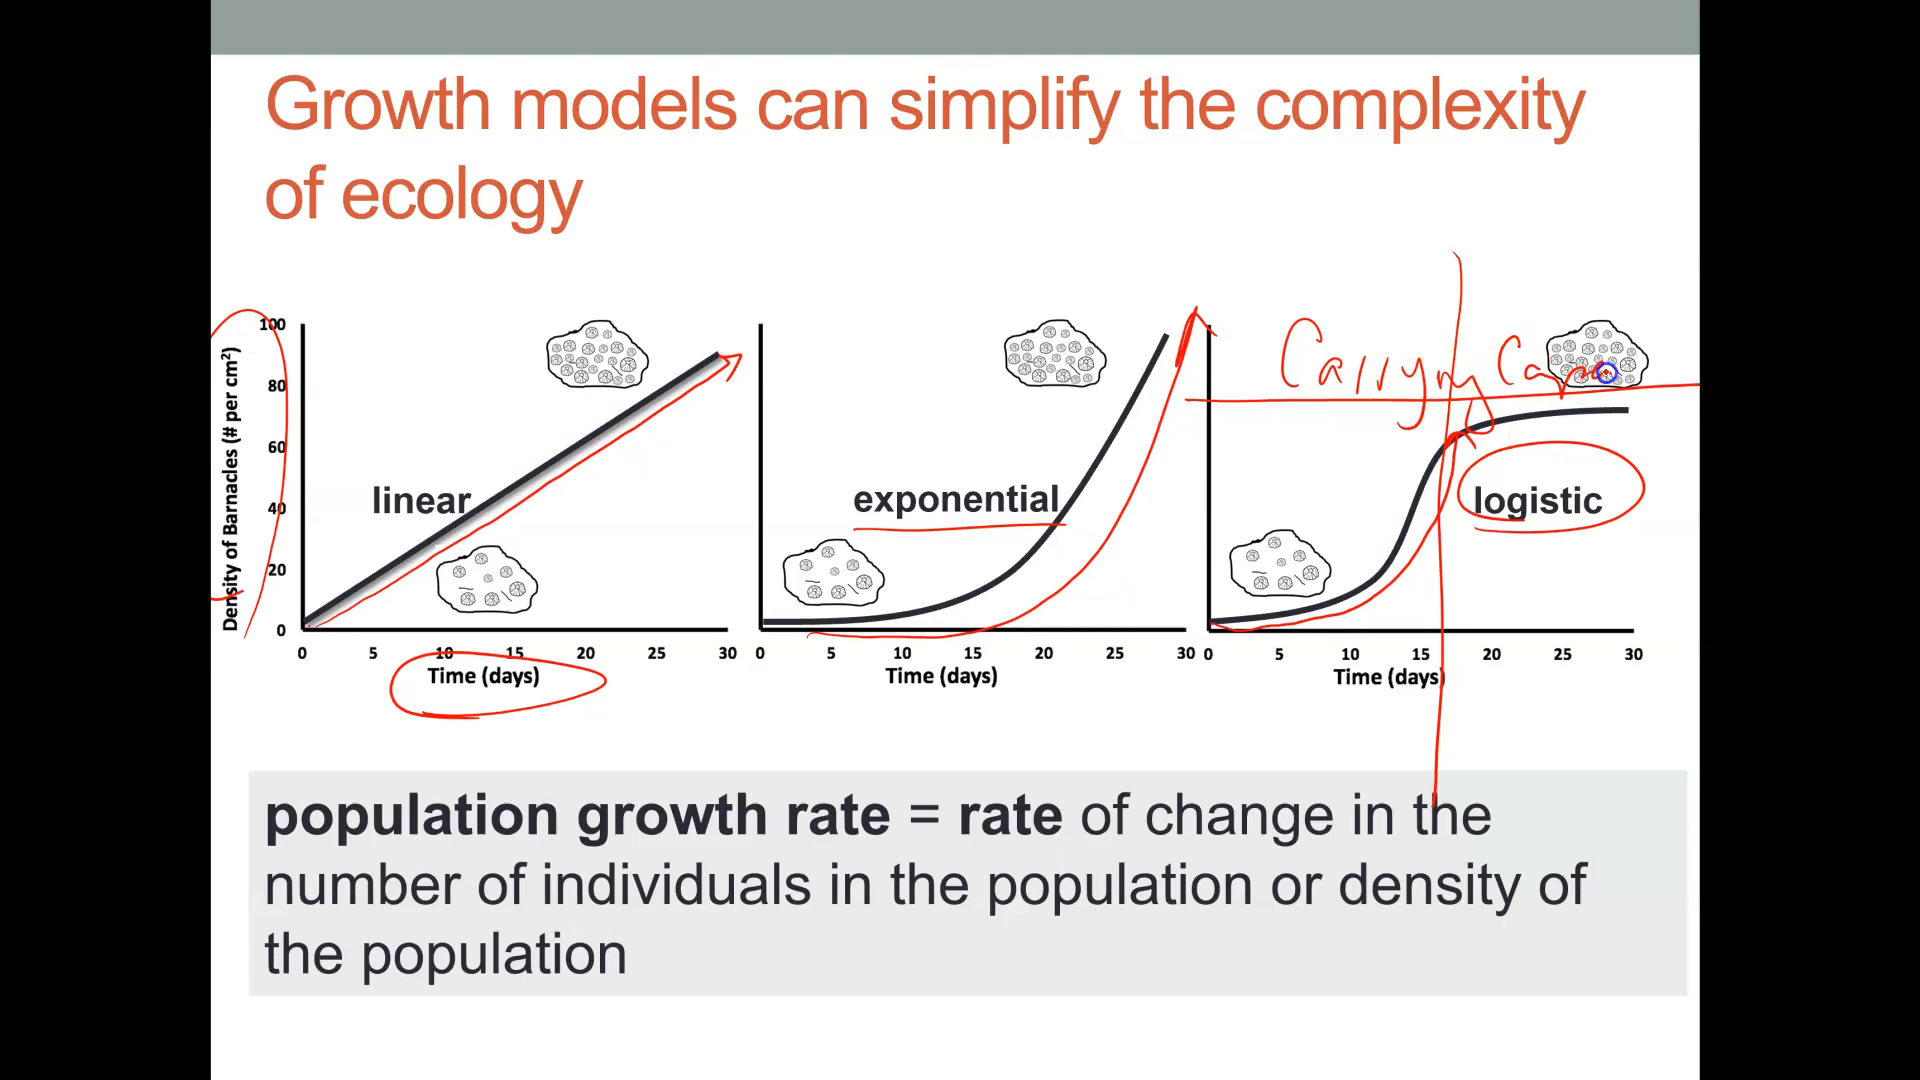 Growth models can simplify the complexity
of ecology
Density of Barnacles (# per cm²)
100
80
60
40
20
0
linear
0 5 10 15 20 25 30
Time (days)
exponential
0 5 10 15 20 25 30
Time (days)
Carrying Capa
logistic
0 5 10 15 20 25 30
Time (days)
population growth rate = rate of change in the
number of individuals in the population or density of
the population